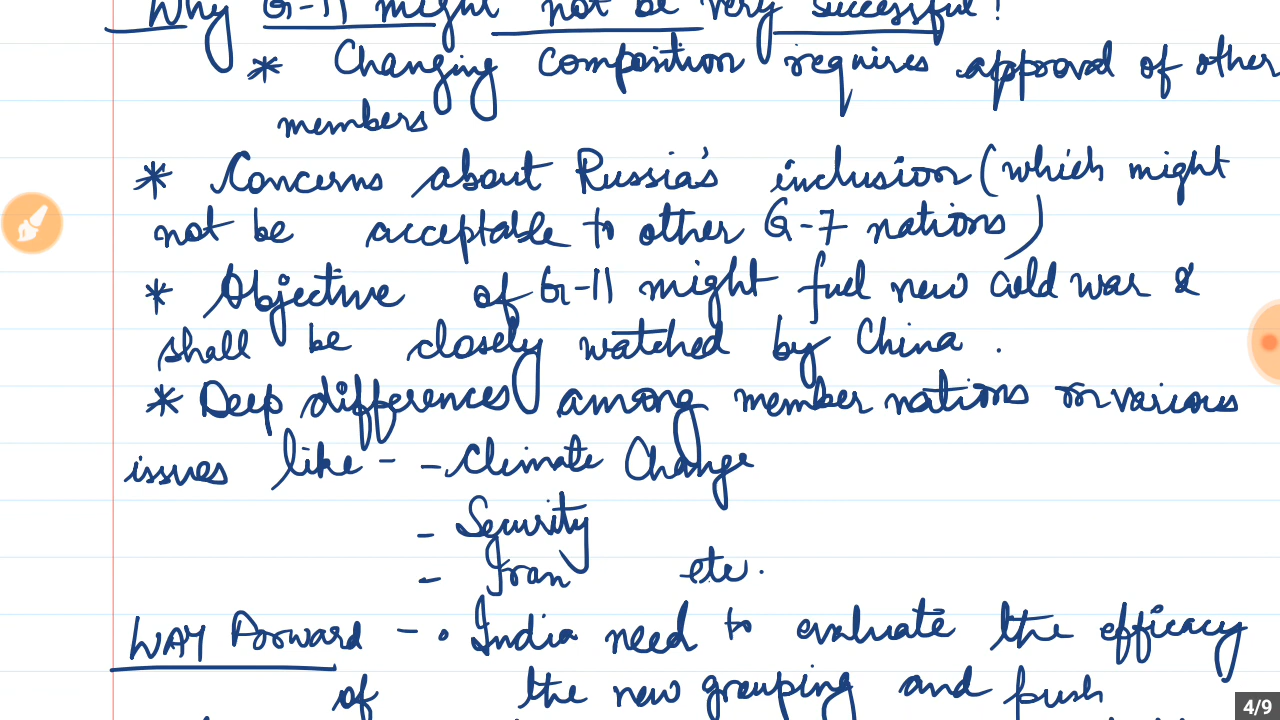 Why G-11 might not be very successful?
* Changing composition requires approval of other
members
* Concerns about Russia's inclusion (which might
not be acceptable to other G-7 nations)
* Objective of G-11 might fuel new cold war &
shall be closely watched by China.
* Deep differences among member nations on various
issues like - - Climate Change
- Security
- Iran etc.
WAY Forward - • India need to evaluate the efficacy
of the new grouping and push
4/9